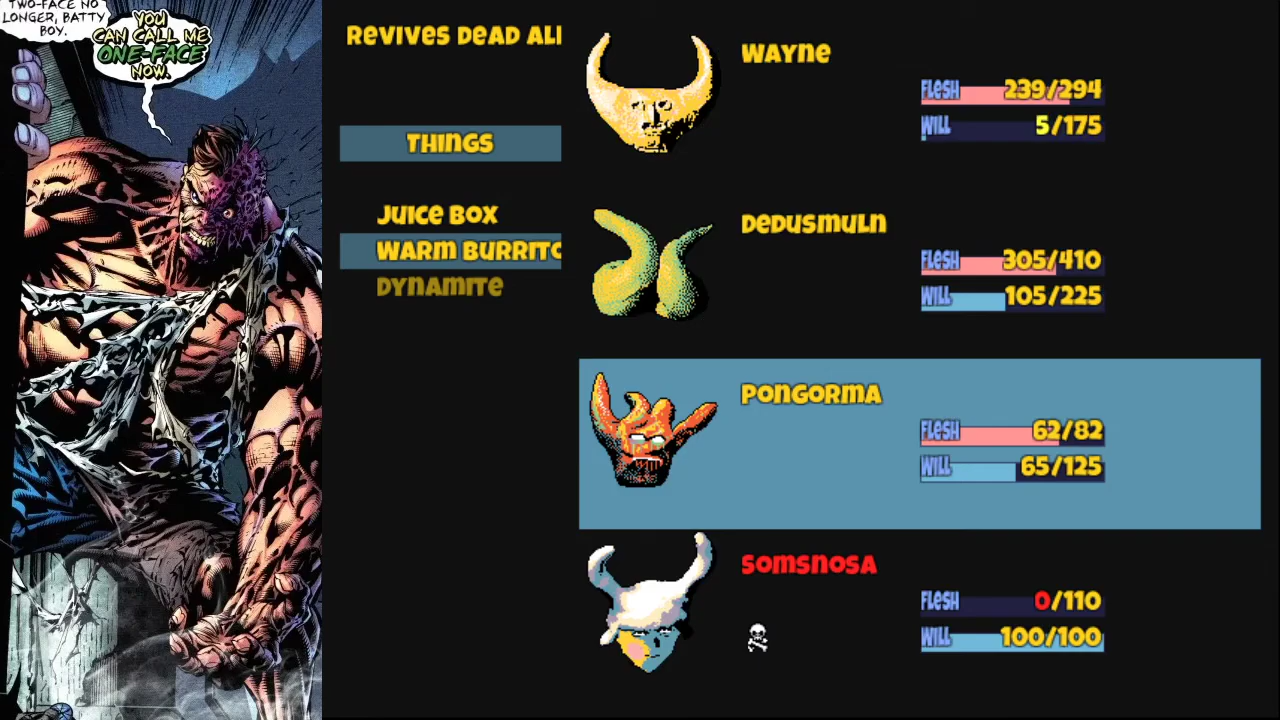 TWO-FACE NO
LONGER, BATTY
BOY.
YOU
CAN CALL ME
ONE-FACE
NOW.
REVIVES DEAD ALL
THINGS
JUICE BOX
WARM BURRITO
DYNAMITE
WAYNE
FLESH 239/294
WILL 5/175
DEDUSMULN
FLESH 305/410
WILL 105/225
PONGORMA
FLESH 62/82
WILL 65/125
SOMSNOSA
FLESH 0/110
WILL 100/100